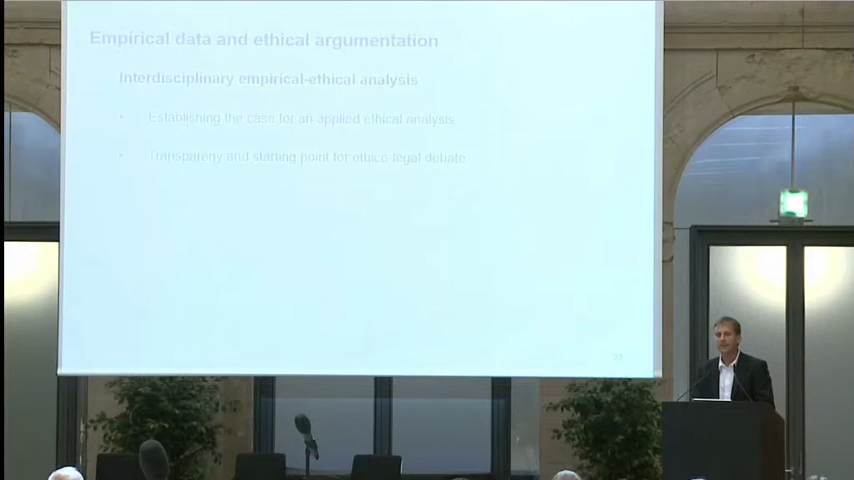 Empirical data and ethical argumentation
Interdisciplinary empirical-ethical analysis
• Establishing the case for an applied ethical analysis
• Transparency and starting point for ethico-legal debate